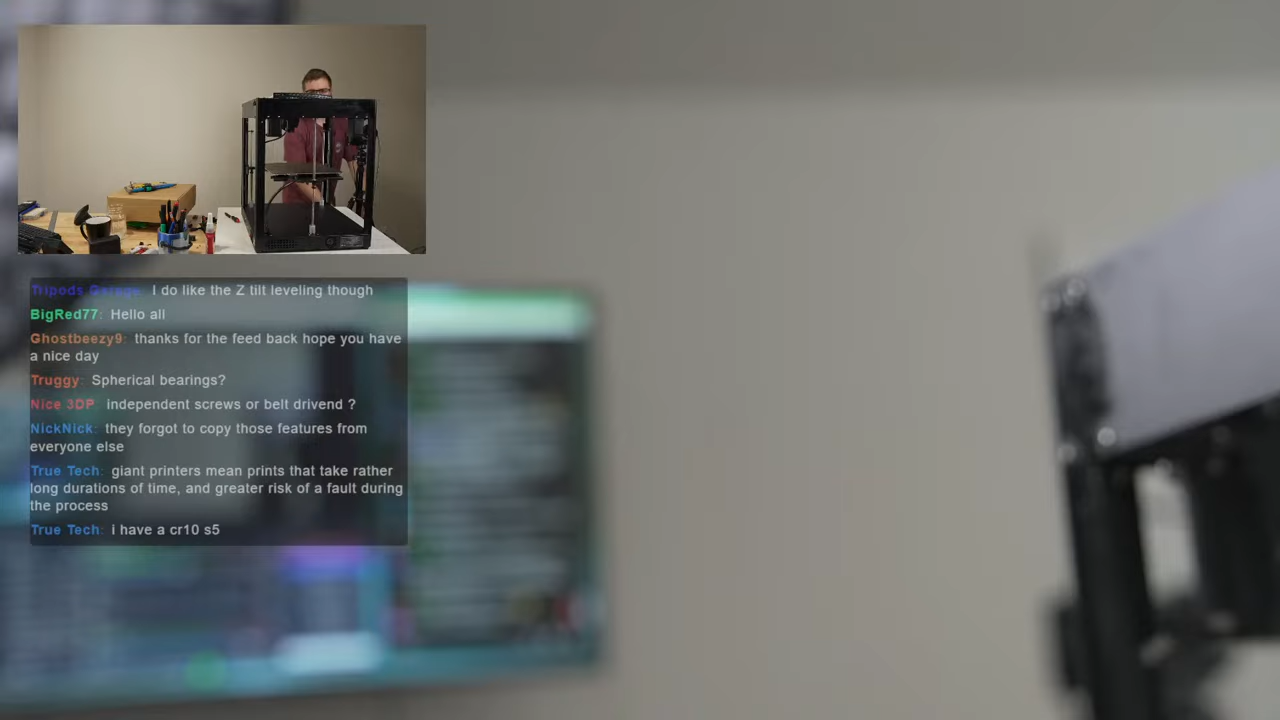 Tripods Garage: I do like the Z tilt leveling though
BigRed77: Hello all
Ghostbeezy9: thanks for the feed back hope you have
a nice day
Truggy: Spherical bearings?
Nice 3DP: independent screws or belt drivend ?
NickNick: they forgot to copy those features from
everyone else
True Tech: giant printers mean prints that take rather
long durations of time, and greater risk of a fault during
the process
True Tech: i have a cr10 s5